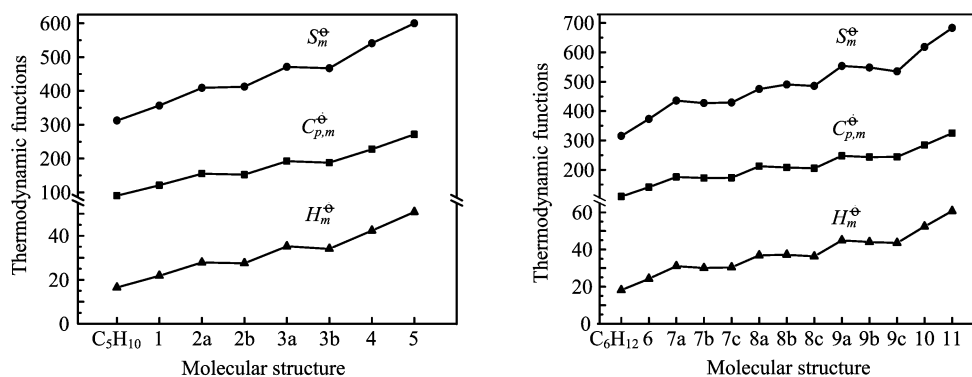 600
500
400
300
200
100
40
20
0
Thermodynamic functions
S_m^⊖
C_{p,m}^⊖
H_m^⊖
C₅H₁₀ 1 2a 2b 3a 3b 4 5
Molecular structure
700
600
500
400
300
200
60
40
20
0
Thermodynamic functions
S_m^⊖
C_{p,m}^⊖
H_m^⊖
C₆H₁₂ 6 7a 7b 7c 8a 8b 8c 9a 9b 9c 10 11
Molecular structure